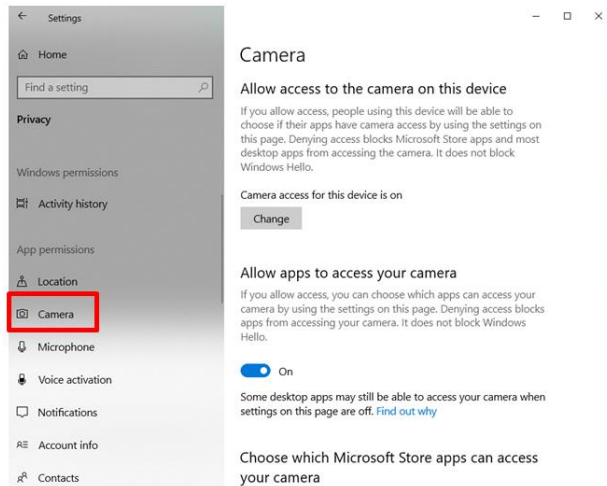 Settings
Home
Find a setting
Privacy
Windows permissions
Activity history
App permissions
Location
Camera
Microphone
Voice activation
Notifications
Account info
Contacts
Camera
Allow access to the camera on this device
If you allow access, people using this device will be able to
choose if their apps have camera access by using the settings on
this page. Denying access blocks Microsoft Store apps and most
desktop apps from accessing the camera. It does not block
Windows Hello.
Camera access for this device is on
Change
Allow apps to access your camera
If you allow access, you can choose which apps can access your
camera by using the settings on this page. Denying access blocks
apps from accessing your camera. It does not block Windows
Hello.
On
Some desktop apps may still be able to access your camera when
settings on this page are off. Find out why
Choose which Microsoft Store apps can access
your camera